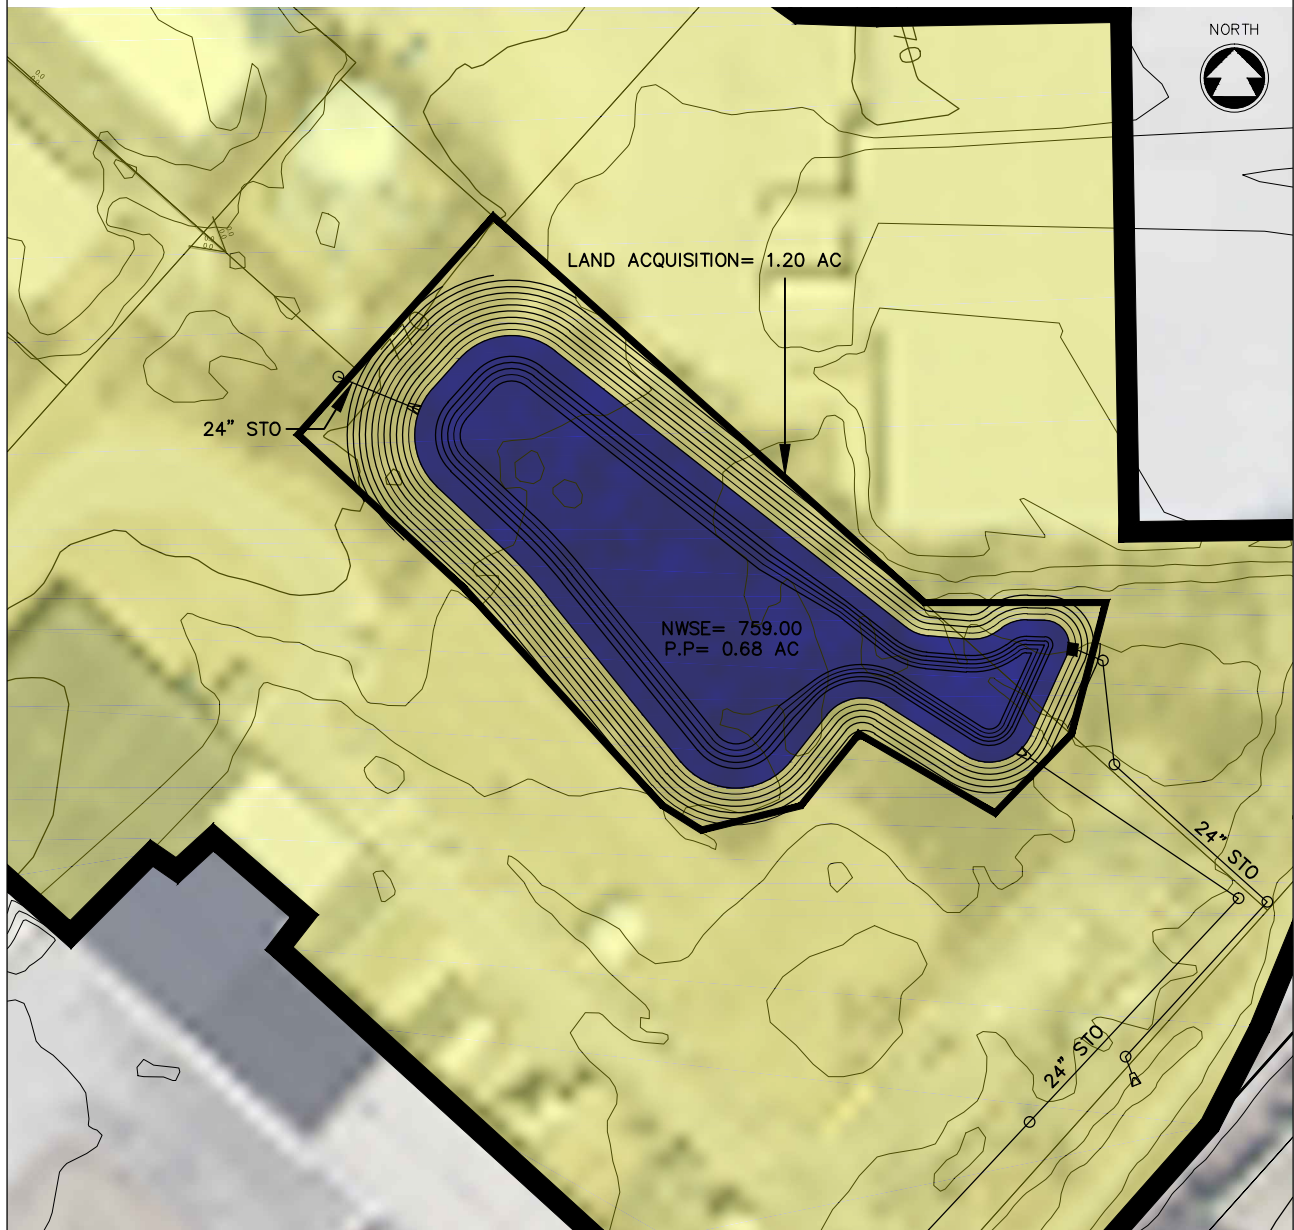 NORTH
LAND ACQUISITION= 1.20 AC
24" STO
NWSE= 759.00
P.P= 0.68 AC
24" STO
24" STO